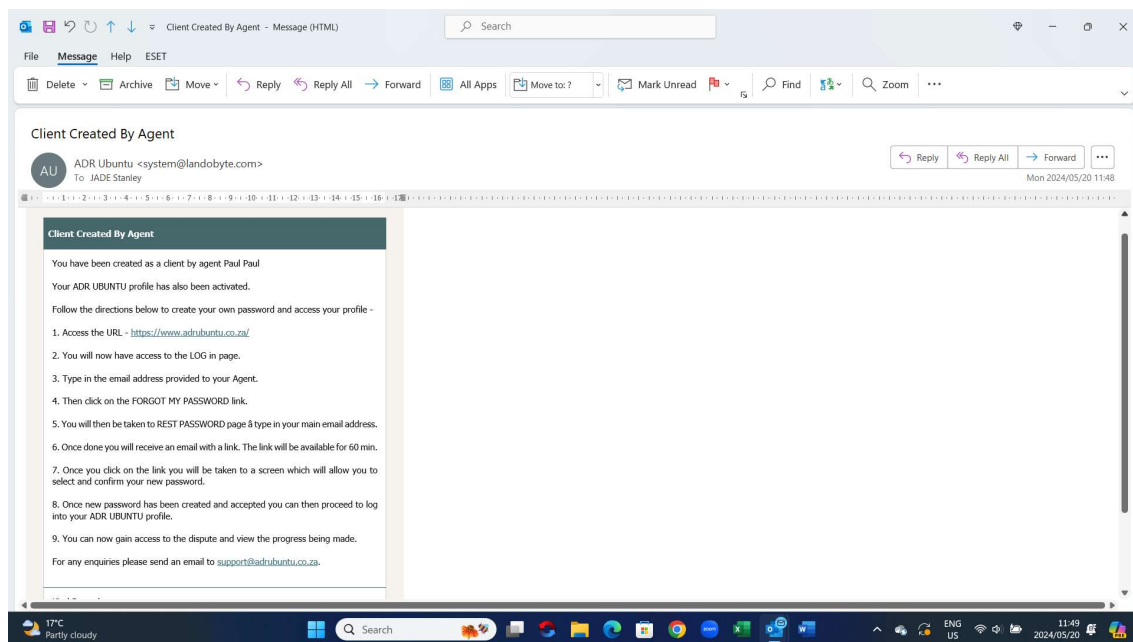 Client Created By Agent - Message (HTML)
Search
File Message Help ESET
Delete Archive Move Reply Reply All Forward All Apps Move to: ? Mark Unread Find Zoom
Client Created By Agent
AU
ADR Ubuntu <system@landobyte.com>
To JADE Stanley
Reply Reply All Forward
Mon 2024/05/20 11:48
Client Created By Agent
You have been created as a client by agent Paul Paul
Your ADR UBUNTU profile has also been activated.
Follow the directions below to create your own password and access your profile -
1. Access the URL - https://www.adrubuntu.co.za/
2. You will now have access to the LOG in page.
3. Type in the email address provided to your Agent.
4. Then click on the FORGOT MY PASSWORD link.
5. You will then be taken to REST PASSWORD page â type in your main email address.
6. Once done you will receive an email with a link. The link will be available for 60 min.
7. Once you click on the link you will be taken to a screen which will allow you to
select and confirm your new password.
8. Once new password has been created and accepted you can then proceed to log
into your ADR UBUNTU profile.
9. You can now gain access to the dispute and view the progress being made.
For any enquiries please send an email to support@adrubuntu.co.za.
17°C
Partly cloudy
Search
ENG
US
11:49
2024/05/20